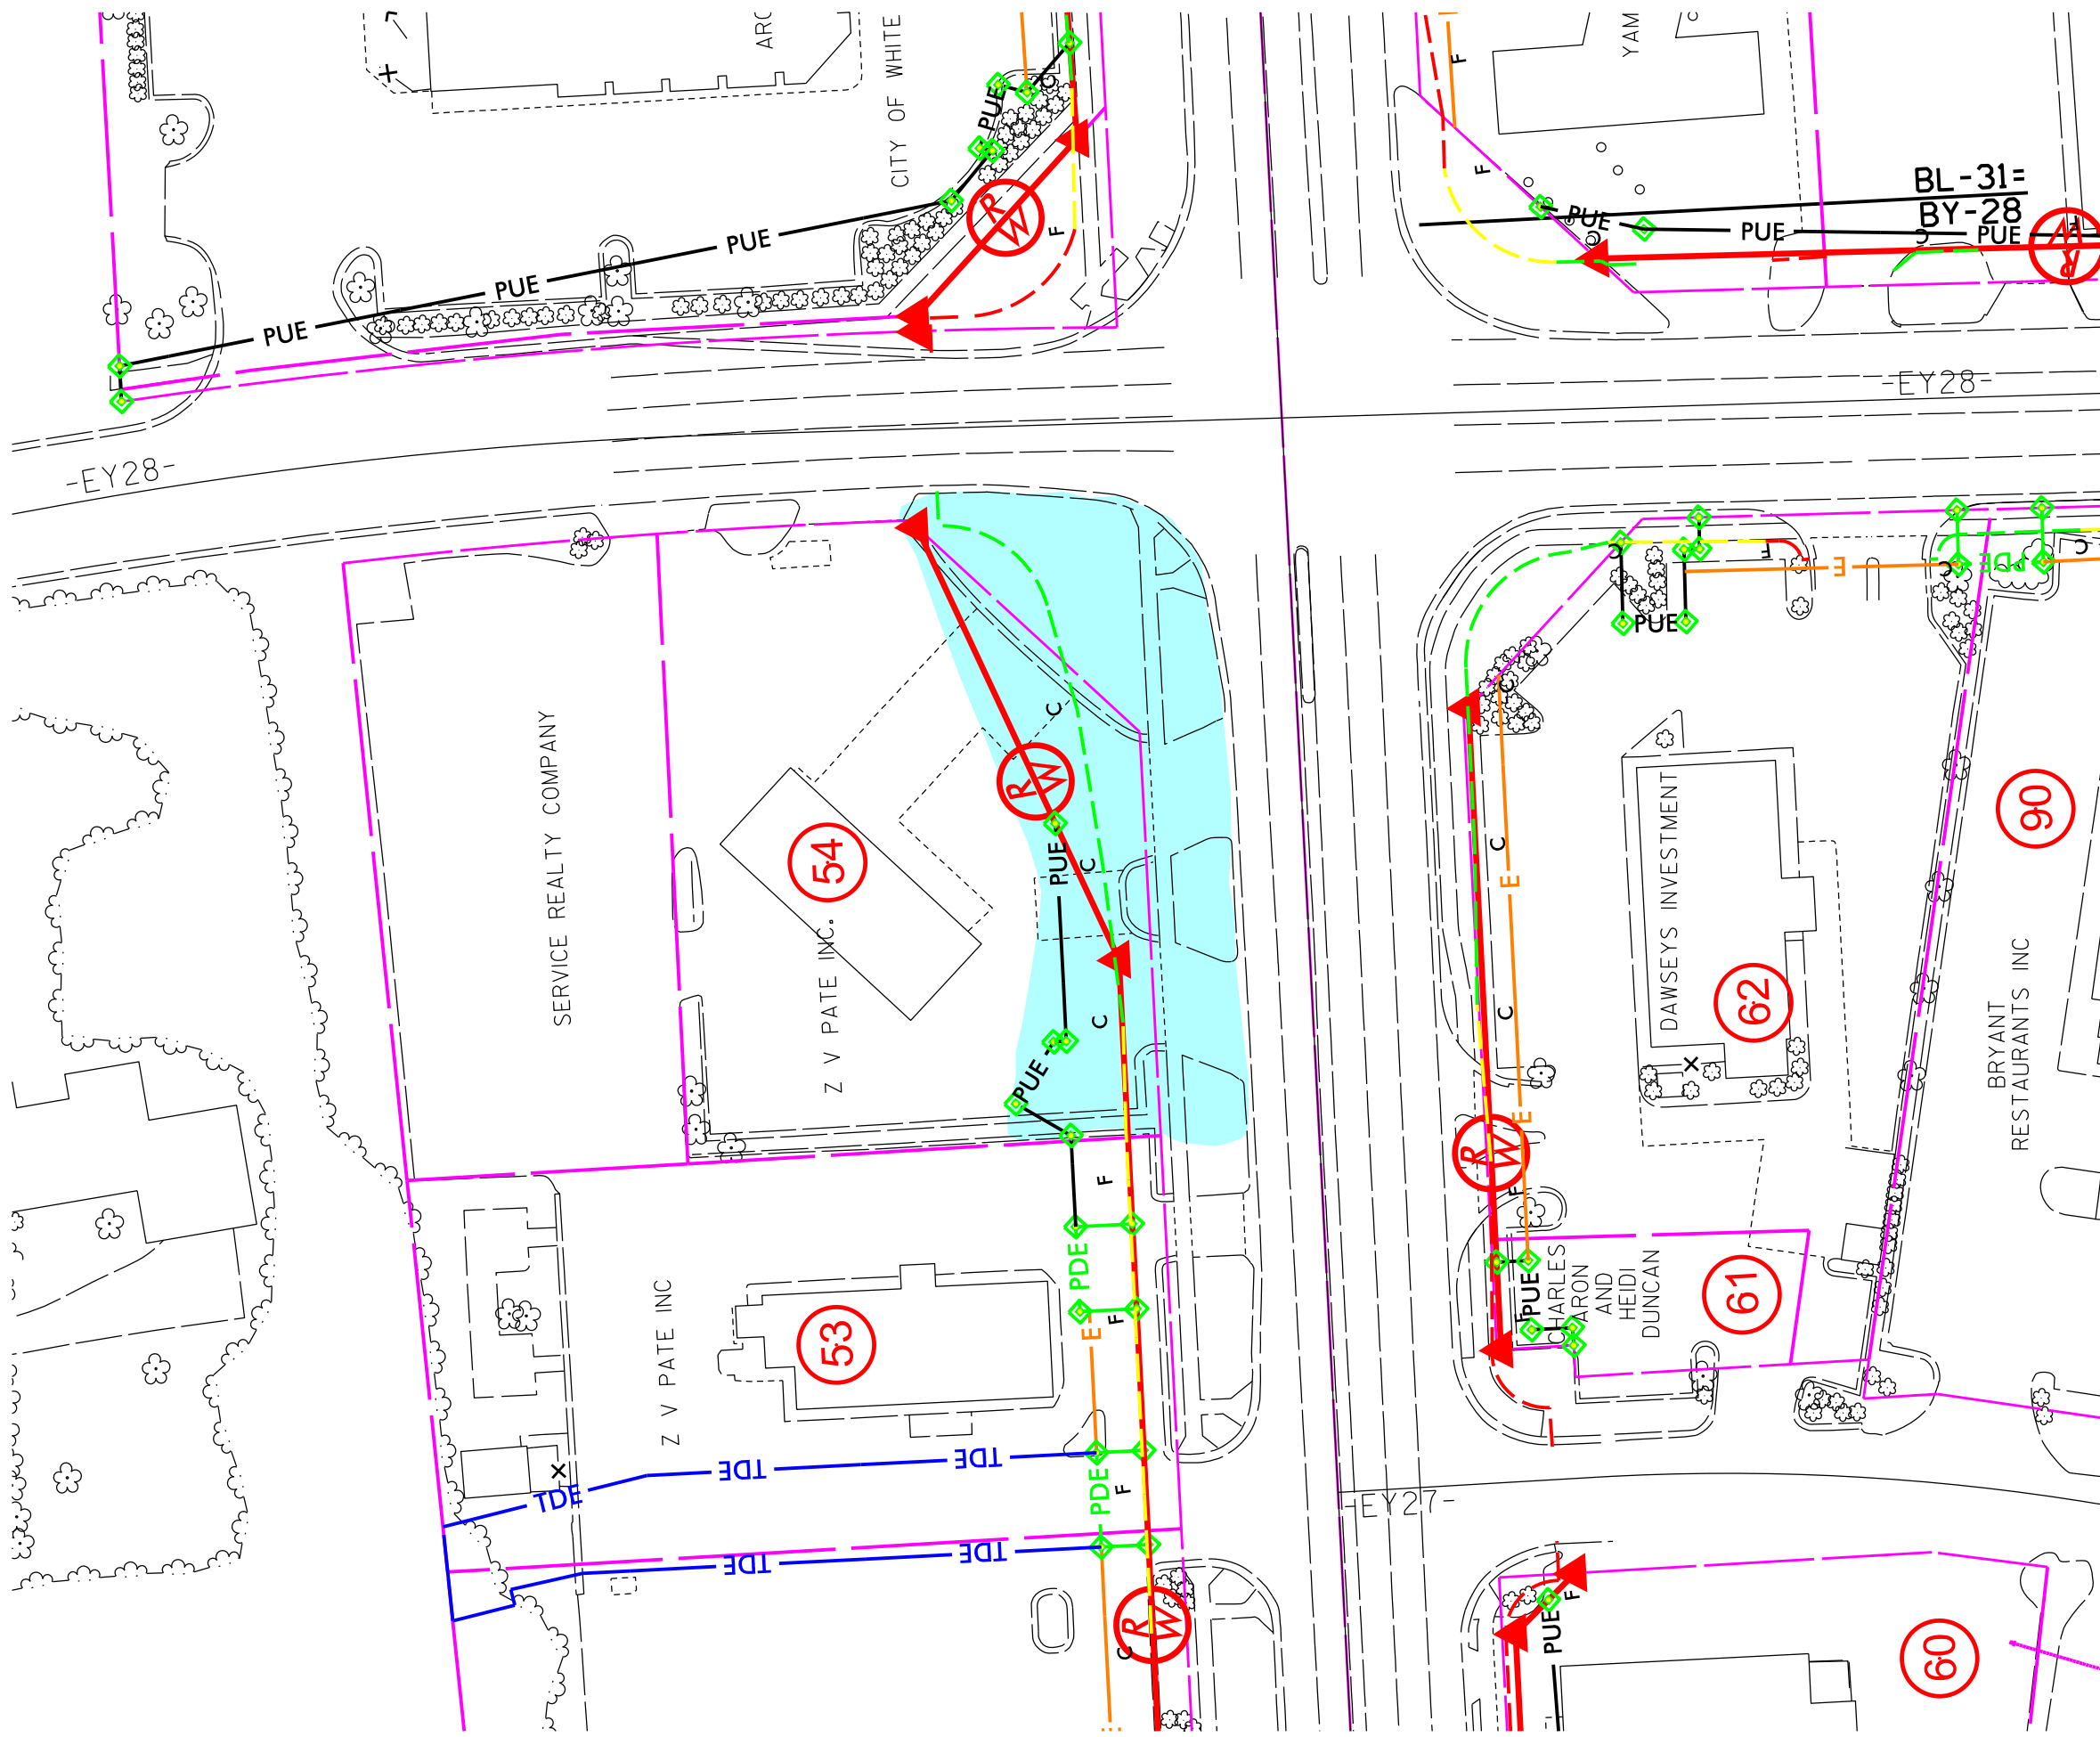 ARC
CITY OF WHITE
YAM
C
PUE
F
F
F
R/W
BL-31=
BY-28
PUE
PUE
PUE
PUE
PUE
C
PUE
C
R/W
F
-EY28-
-EY28-
F
C
C
E
PDE
C
PUE
C
C
R/W
SERVICE REALTY COMPANY
54
Z V PATE INC.
PUE
C
C
PUE
C
E
C
E
DAWSEYS INVESTMENT
62
90
BRYANT
RESTAURANTS INC
R/W
F
F
PDE
E
F
Z V PATE INC
53
PUE
CHARLES
ARON
AND
HEIDI
DUNCAN
61
TDE
TDE
TDE
PDE
F
TDE
TDE
-EY27-
R/W
C
E
F
PUE
60